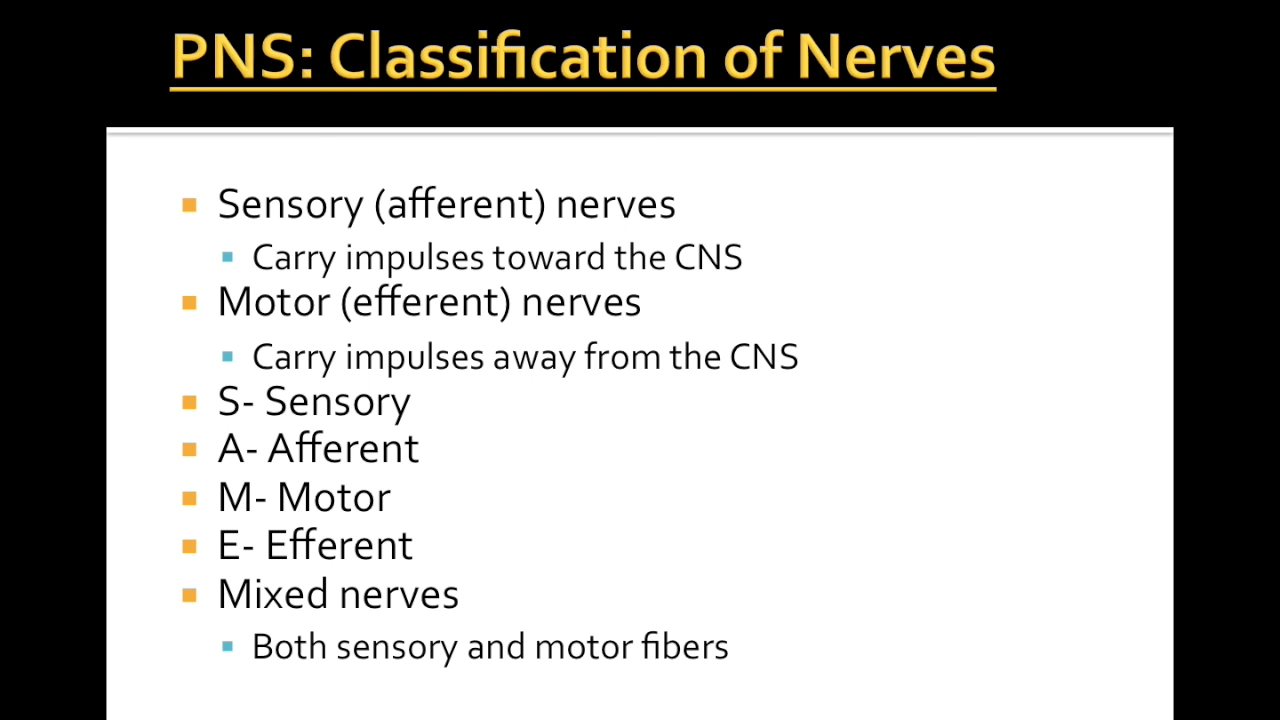 PNS: Classification of Nerves
Sensory (afferent) nerves
Carry impulses toward the CNS
Motor (efferent) nerves
Carry impulses away from the CNS
S- Sensory
A- Afferent
M- Motor
E- Efferent
Mixed nerves
Both sensory and motor fibers